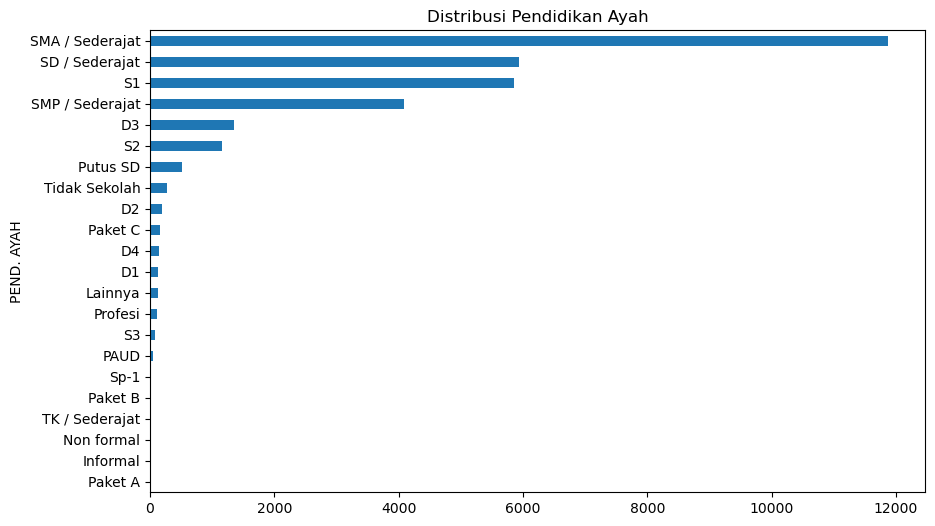 Distribusi Pendidikan Ayah
PEND. AYAH
SMA / Sederajat
SD / Sederajat
S1
SMP / Sederajat
D3
S2
Putus SD
Tidak Sekolah
D2
Paket C
D4
D1
Lainnya
Profesi
S3
PAUD
Sp-1
Paket B
TK / Sederajat
Non formal
Informal
Paket A
0 2000 4000 6000 8000 10000 12000